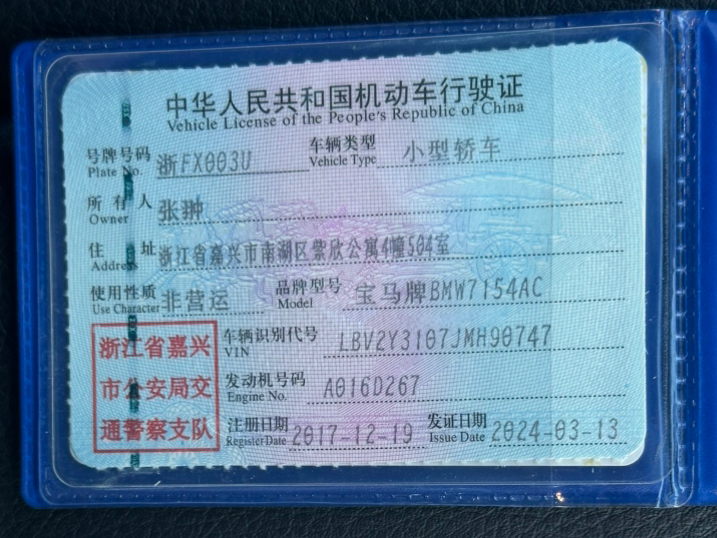 中华人民共和国机动车行驶证
Vehicle License of the People's Republic of China
号牌号码 浙FX003U 车辆类型 小型轿车
Plate No. Vehicle Type
所有人 张翀
Owner
住址 浙江省嘉兴市南湖区紫欣公寓4幢504室
Address
使用性质 非营运 品牌型号 宝马牌BMW7154AC
Use Character Model
浙江省嘉兴 车辆识别代号 LBV2Y3107JMH90747
VIN
市公安局交 发动机号码 A016D267
Engine No.
通警察支队 注册日期 2017-12-19 发证日期 2024-03-13
Register Date Issue Date